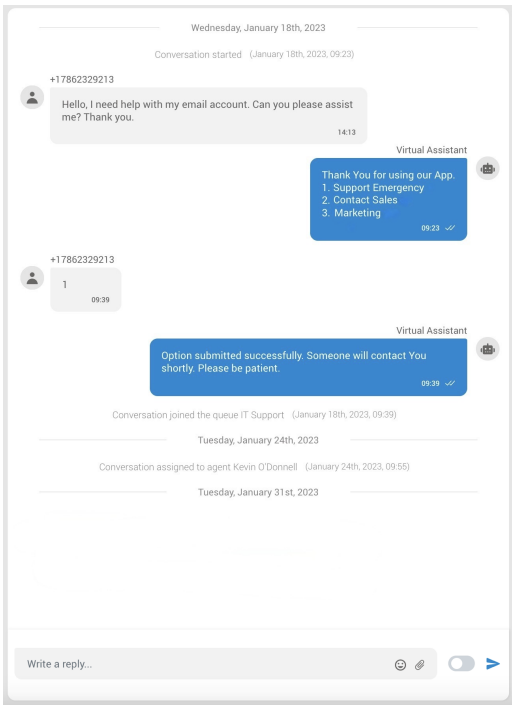 Wednesday, January 18th, 2023
Conversation started (January 18th, 2023, 09:23)
+17862329213
Hello, I need help with my email account. Can you please assist
me? Thank you.
14:13
Virtual Assistant
Thank You for using our App.
1. Support Emergency
2. Contact Sales
3. Marketing
09:23
+17862329213
1
09:39
Virtual Assistant
Option submitted successfully. Someone will contact You
shortly. Please be patient.
09:39
Conversation joined the queue IT Support (January 18th, 2023, 09:39)
Tuesday, January 24th, 2023
Conversation assigned to agent Kevin O'Donnell (January 24th, 2023, 09:55)
Tuesday, January 31st, 2023
Write a reply...